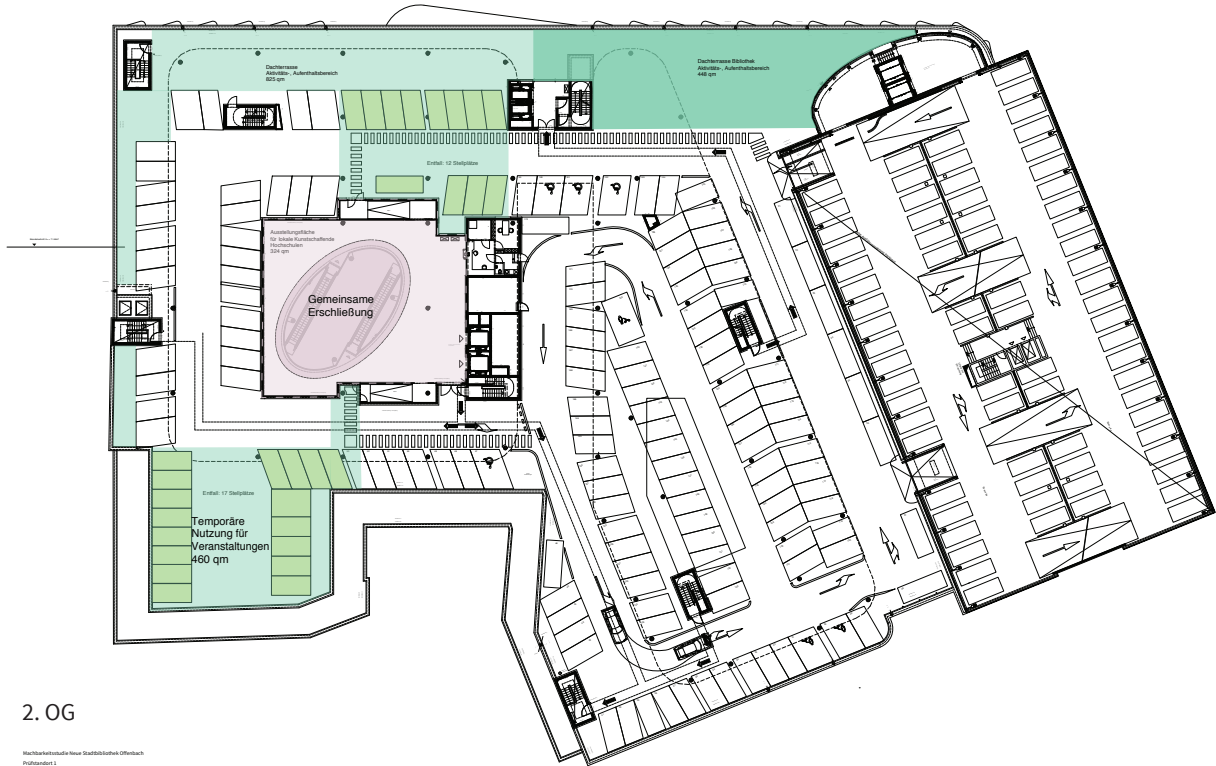 Dachterrasse
Aktivitäts-, Aufenthaltsbereich
825 qm
Dachterrasse Bibliothek
Aktivitäts-, Aufenthaltsbereich
448 qm
Entfall: 12 Stellplätze
Ausstellungsfläche
für lokale Kunstschaffende
Hochschulen
324 qm
Gemeinsame
Erschließung
Entfall: 17 Stellplätze
Temporäre
Nutzung für
Veranstaltungen
460 qm
2. OG
Machbarkeitsstudie Neue Stadtbibliothek Offenbach
Prüfstandort 1